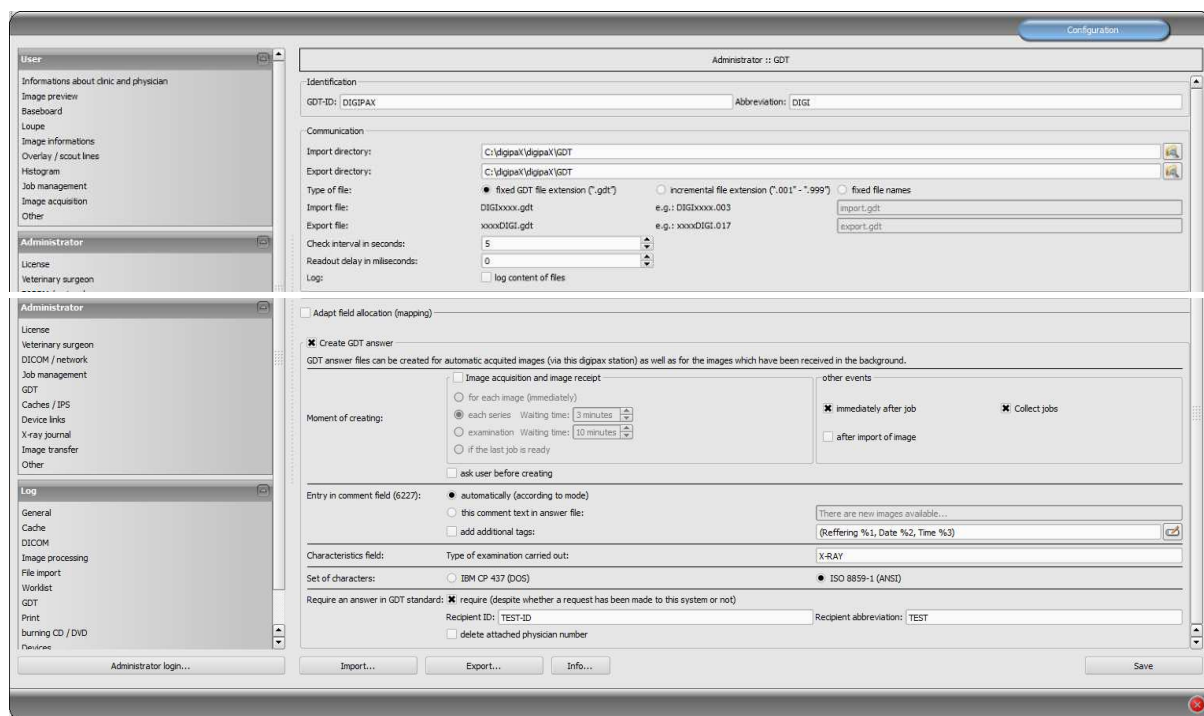 Configuration
User
Informations about clinic and physician
Image preview
Baseboard
Loupe
Image informations
Overlay / scout lines
Histogram
Job management
Image acquisition
Other
Administrator
License
Veterinary surgeon
Administrator :: GDT
Identification
GDT-ID: DIGIPAX Abbreviation: DIGI
Communication
Import directory: C:\digipaX\digipaX\GDT
Export directory: C:\digipaX\digipaX\GDT
Type of file: fixed GDT file extension (".gdt") incremental file extension (".001" - ".999") fixed file names
Import file: DIGIxxxx.gdt e.g.: DIGIxxxx.003 import.gdt
Export file: xxxxDIGI.gdt e.g.: xxxxDIGI.017 export.gdt
Check interval in seconds: 5
Readout delay in miliseconds: 0
Log: log content of files
Administrator
License
Veterinary surgeon
DICOM / network
Job management
GDT
Caches / IPS
Device links
X-ray journal
Image transfer
Other
Log
General
Cache
DICOM
Image processing
File import
Worklist
GDT
Print
burning CD / DVD
Devices
Administrator login...
Adapt field allocation (mapping)
Create GDT answer
GDT answer files can be created for automatic acquited images (via this digipax station) as well as for the images which have been received in the background.
Moment of creating:
Image acquisition and image receipt
for each image (immediately)
each series Waiting time: 3 minutes
examination Waiting time: 10 minutes
if the last job is ready
other events
immediately after job Collect jobs
after import of image
ask user before creating
Entry in comment field (6227): automatically (according to mode)
this comment text in answer file: There are new images available...
add additional tags: (Reffering %1, Date %2, Time %3)
Characteristics field: Type of examination carried out: X-RAY
Set of characters: IBM CP 437 (DOS) ISO 8859-1 (ANSI)
Require an answer in GDT standard: require (despite whether a request has been made to this system or not)
Recipient ID: TEST-ID Recipient abbreviation: TEST
delete attached physician number
Import... Export... Info... Save